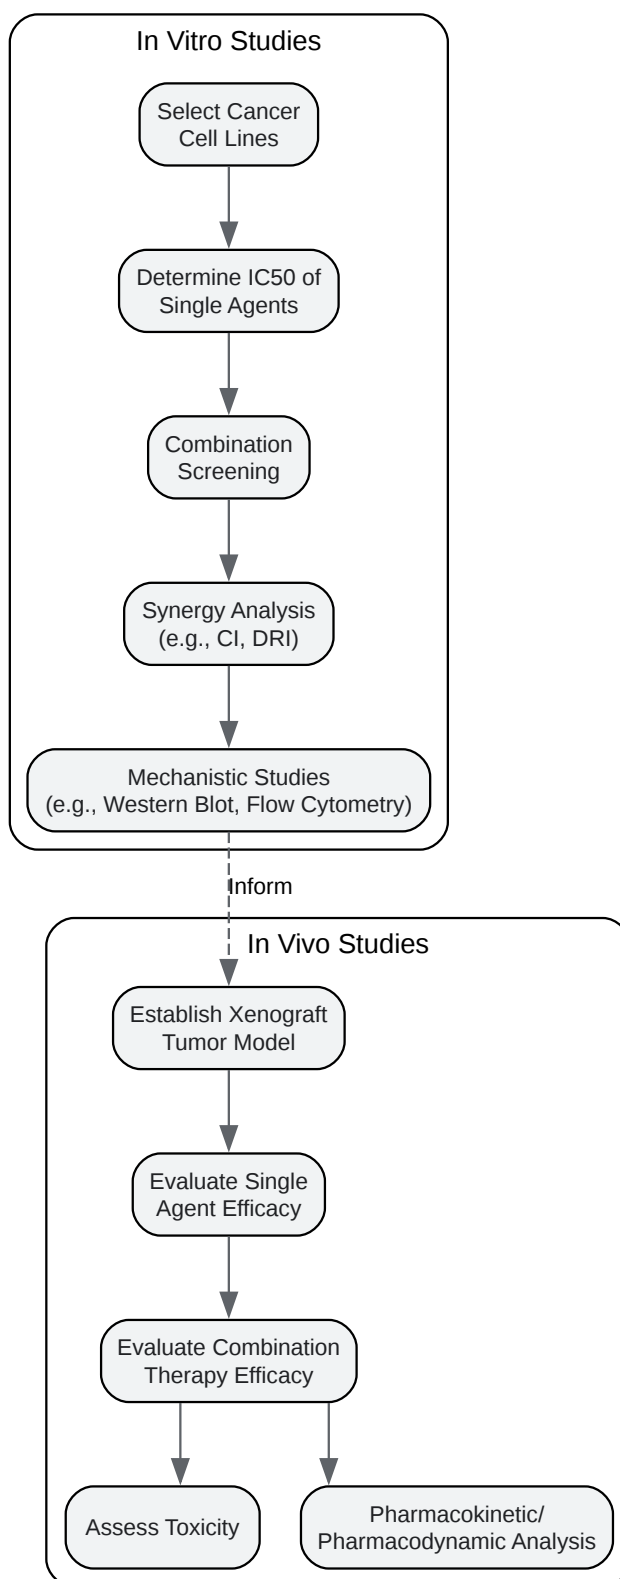 In Vitro Studies
Select Cancer
Cell Lines
Determine IC50 of
Single Agents
Combination
Screening
Synergy Analysis
(e.g., CI, DRI)
Mechanistic Studies
(e.g., Western Blot, Flow Cytometry)
Inform
In Vivo Studies
Establish Xenograft
Tumor Model
Evaluate Single
Agent Efficacy
Evaluate Combination
Therapy Efficacy
Assess Toxicity
Pharmacokinetic/
Pharmacodynamic Analysis